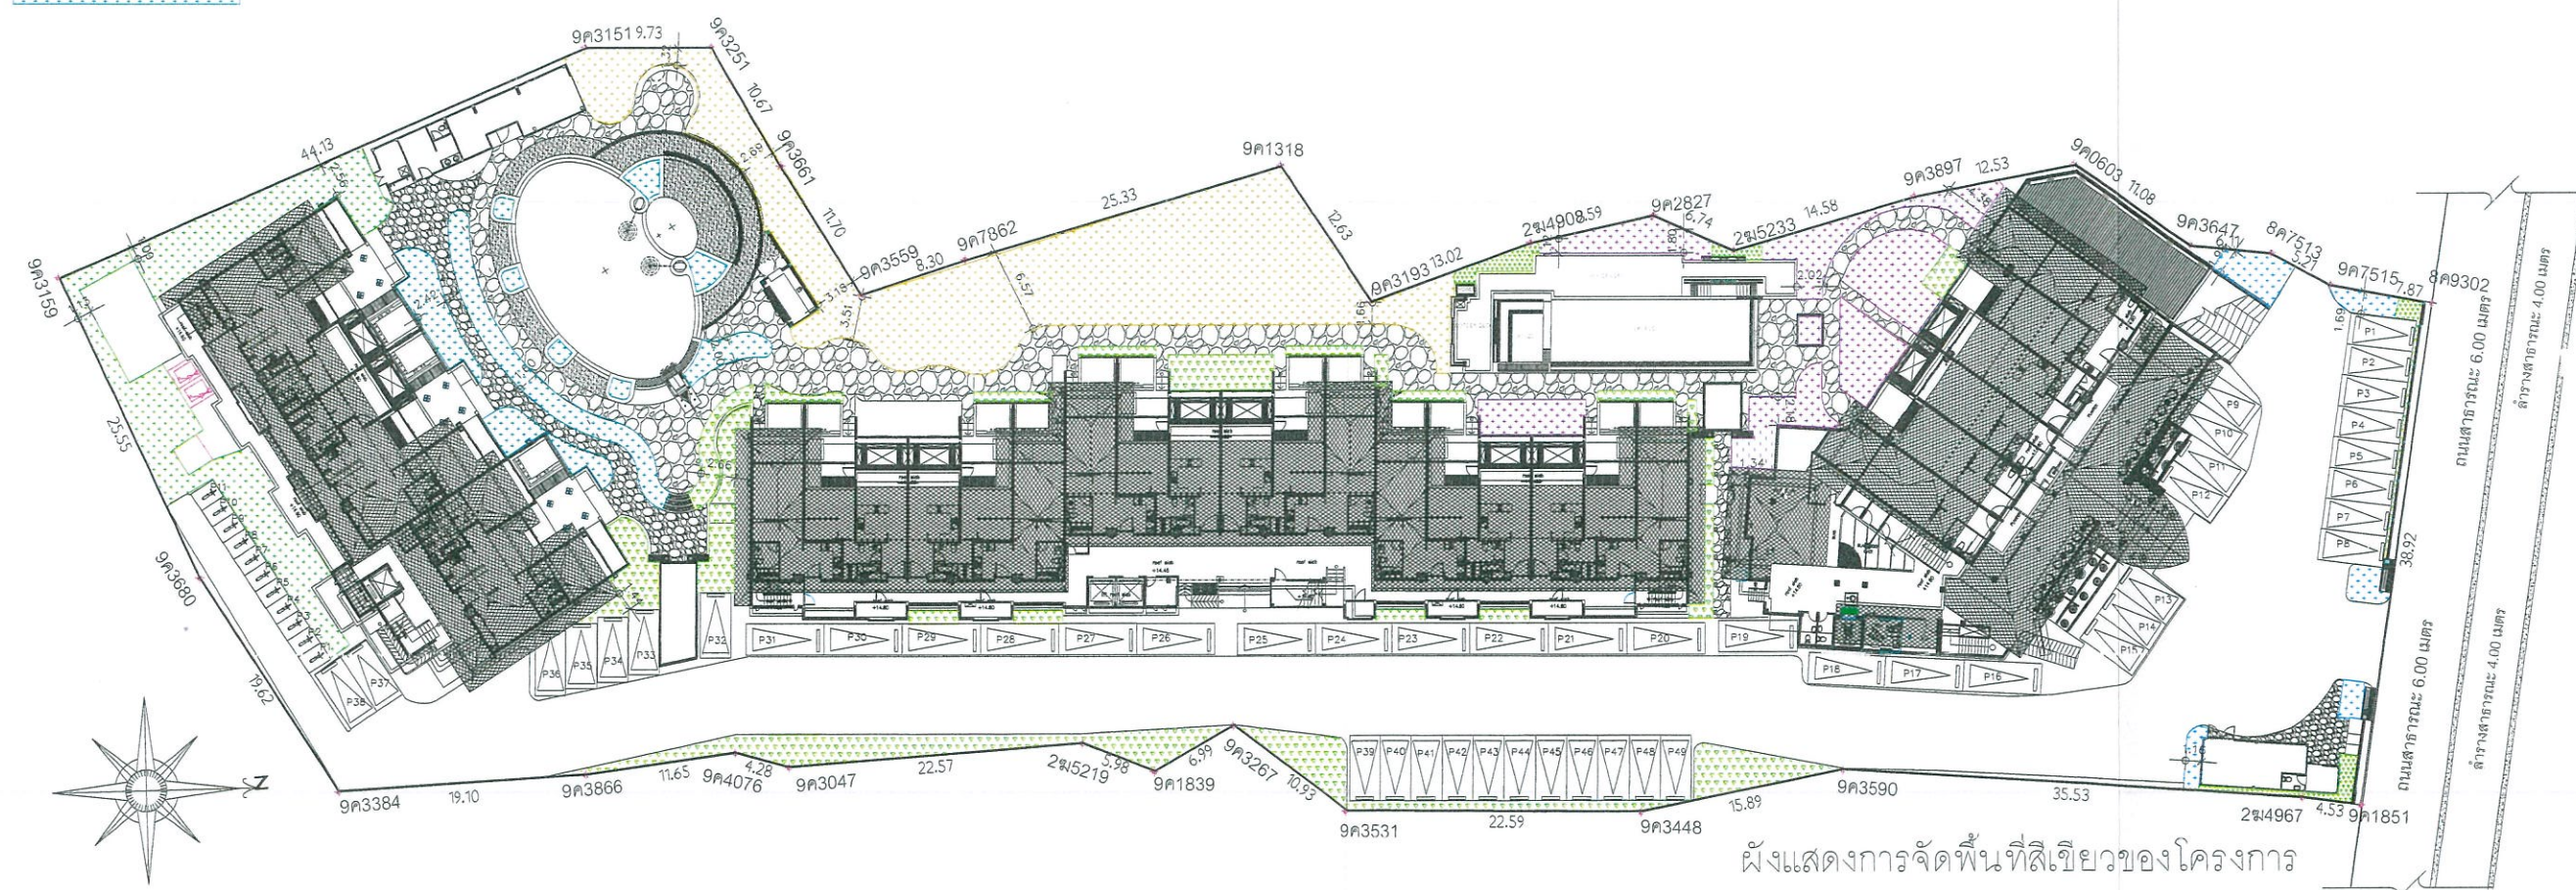 9ค3151
9.73
9ค3251
10.67
9ค3661
11.70
44.13
2.56
2.69
9ค1318
25.33
12.63
9ค3559
8.30
9ค7862
6.57
3.18
3.51
9ค3193
13.02
2ฆ4908
9ค2827
6.74
1.80
2ฆ5233
14.58
9ค3897
12.53
9ค0603
11.08
9ค3647
8ค7513
5.21
9ค7515
7.87
8ค9302
1.69
2.02
9ค3159
25.55
2.66
9ค3680
19.62
P1
P2
P3
P4
P5
P6
P7
P8
P9
P10
P11
P12
P13
P14
P15
P16
P17
P18
P19
P20
P21
P22
P23
P24
P25
P26
P27
P28
P29
P30
P31
P32
P33
P34
P35
P36
P37
P38
38.92
ถนนสาธารณะ 6.00 เมตร
ลำรางสาธารณะ 4.00 เมตร
ถนนสาธารณะ 6.00 เมตร
ลำรางสาธารณะ 4.00 เมตร
P39
P40
P41
P42
P43
P44
P45
P46
P47
P48
P49
N
9ค3384
19.10
9ค3866
11.65
9ค4076
4.28
9ค3047
22.57
2ฆ5219
5.98
9ค1839
6.99
9ค3267
10.93
9ค3531
22.59
9ค3448
15.89
9ค3590
35.53
2ฆ4967
4.53
9ค1851
ผังแสดงการจัดพื้นที่สีเขียวของโครงการ